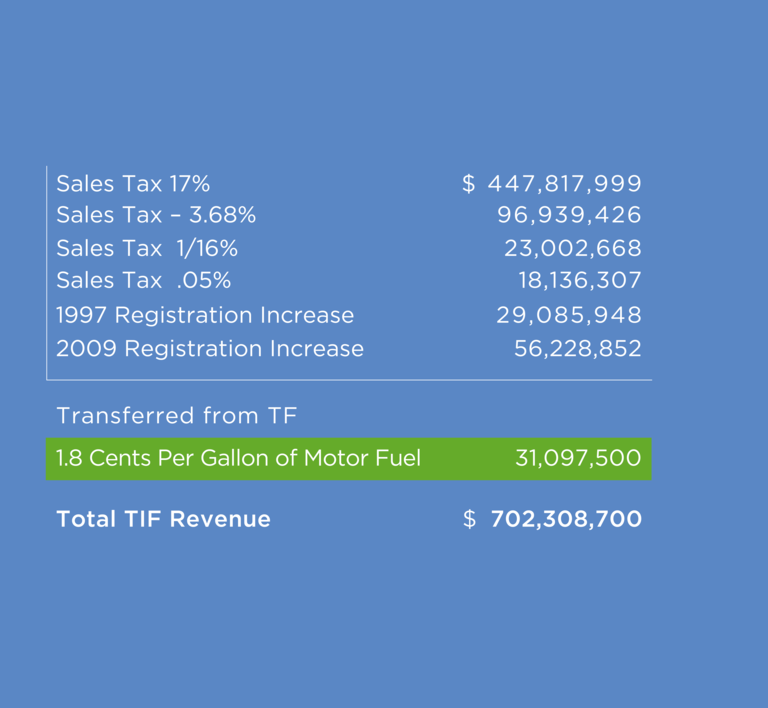 Sales Tax 17% $ 447,817,999
Sales Tax – 3.68% 96,939,426
Sales Tax 1/16% 23,002,668
Sales Tax .05% 18,136,307
1997 Registration Increase 29,085,948
2009 Registration Increase 56,228,852
Transferred from TF
1.8 Cents Per Gallon of Motor Fuel 31,097,500
Total TIF Revenue $ 702,308,700